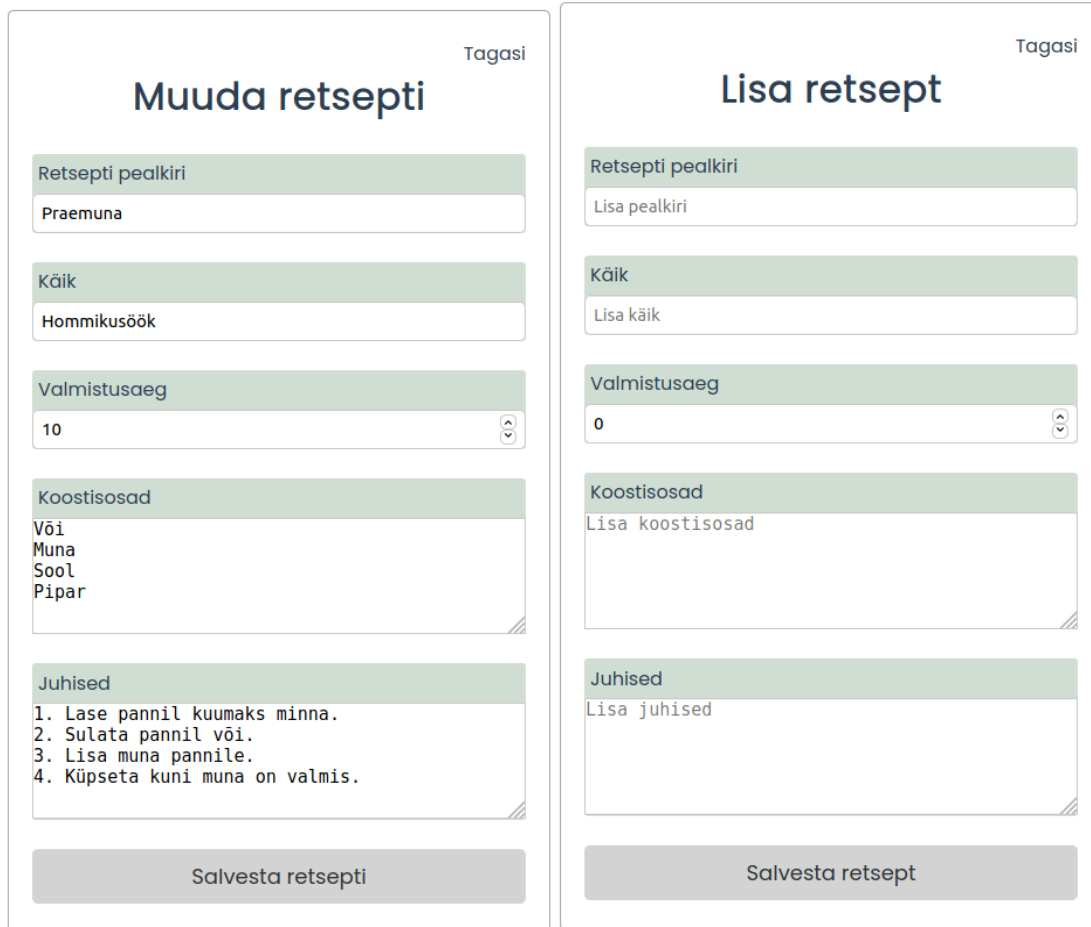 Tagasi
Muuda retsepti
Retsepti pealkiri
Praemuna
Käik
Hommikusöök
Valmistusaeg
10
Koostisosad
Või
Muna
Sool
Pipar
Juhised
1. Lase pannil kuumaks minna.
2. Sulata pannil või.
3. Lisa muna pannile.
4. Küpseta kuni muna on valmis.
Salvesta retsepti
Tagasi
Lisa retsept
Retsepti pealkiri
Lisa pealkiri
Käik
Lisa käik
Valmistusaeg
0
Koostisosad
Lisa koostisosad
Juhised
Lisa juhised
Salvesta retsept